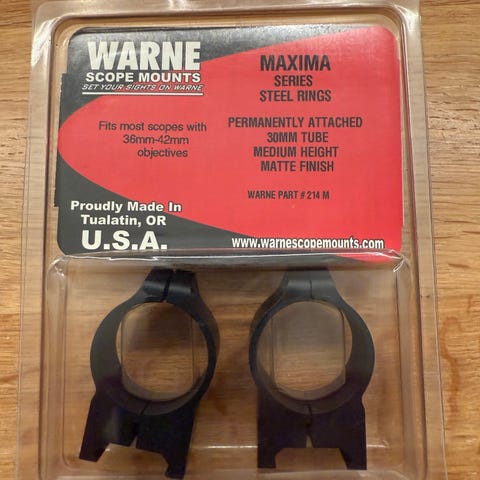 WARNE
SCOPE MOUNTS
SET YOUR SIGHTS ON WARNE
MAXIMA
SERIES
STEEL RINGS
Fits most scopes with
36mm-42mm
objectives
PERMANENTLY ATTACHED
30MM TUBE
MEDIUM HEIGHT
MATTE FINISH
WARNE PART # 214 M
Proudly Made In
Tualatin, OR
U.S.A.
www.warnescopemounts.com